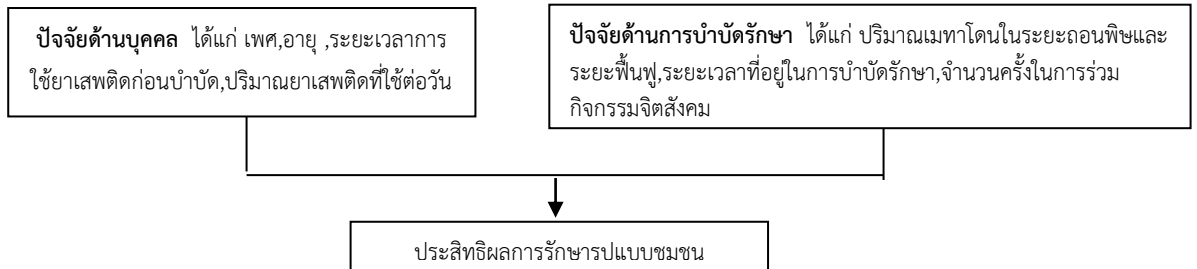 ปัจจัยด้านบุคคล ได้แก่ เพศ,อายุ ,ระยะเวลาการ
ใช้ยาเสพติดก่อนบำบัด,ปริมาณยาเสพติดที่ใช้ต่อวัน
ปัจจัยด้านการบำบัดรักษา ได้แก่ ปริมาณเมทาโดนในระยะถอนพิษและ
ระยะฟื้นฟู,ระยะเวลาที่อยู่ในการบำบัดรักษา,จำนวนครั้งในการร่วม
กิจกรรมจิตสังคม
ประสิทธิผลการรักษารปแบบชมชน